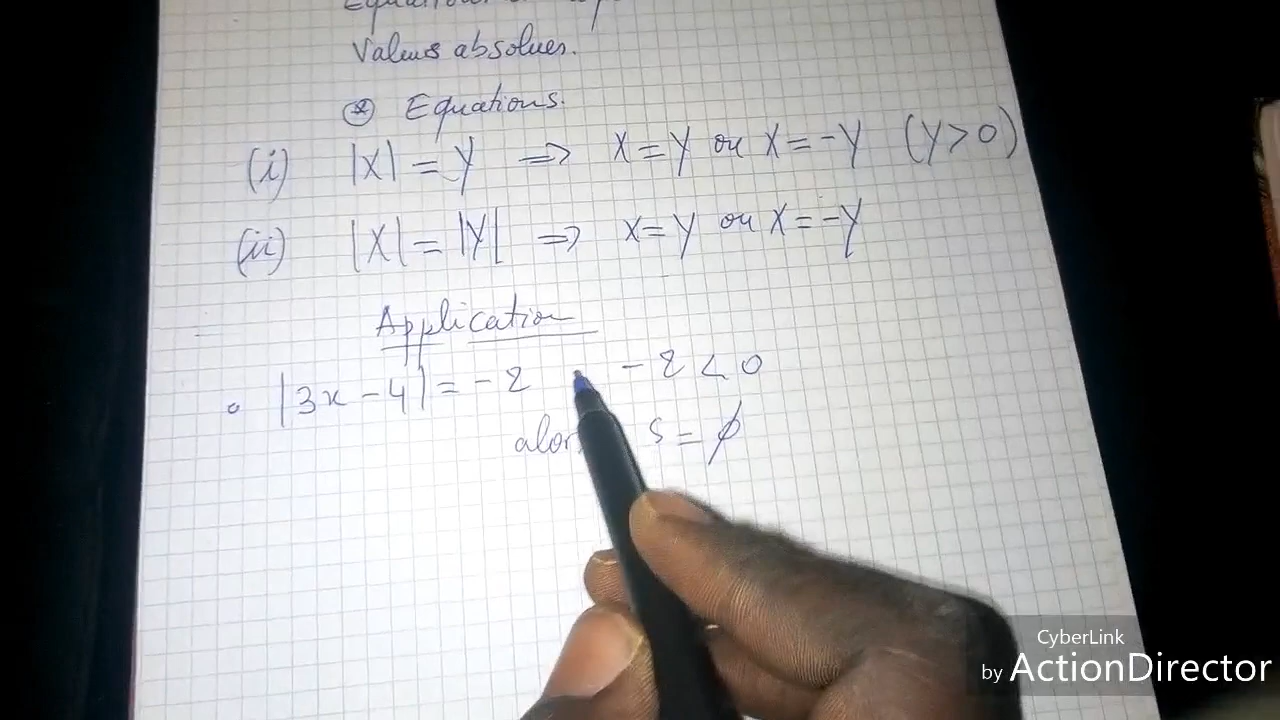 Valeurs absolues.
* Equations.
(i) |X| = Y => X = Y ou X = -Y (Y > 0)
(ii) |X| = |Y| => X = Y ou X = -Y
Application
|3x - 4| = -2 -2 < 0
S = ∅
CyberLink
by ActionDirector